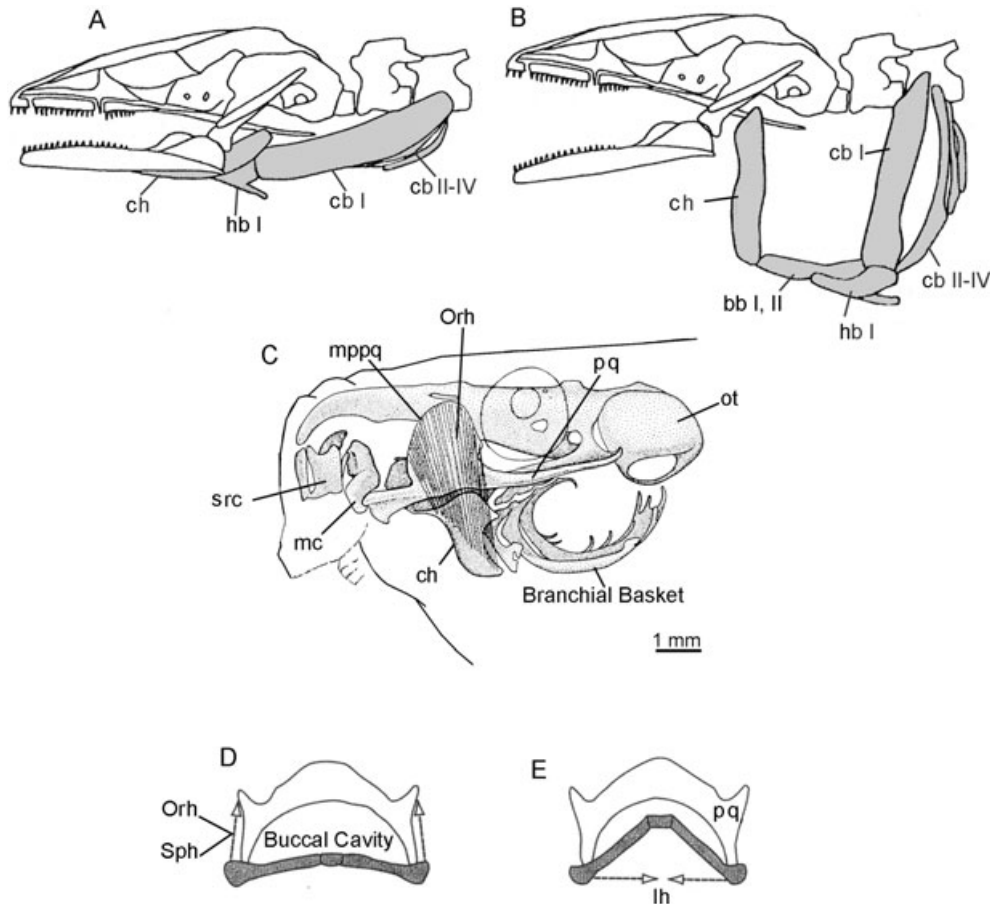 A
ch
hb I
cb I
cb II-IV
B
ch
bb I, II
hb I
cb I
cb II-IV
C
mppq
Orh
pq
ot
src
mc
ch
Branchial Basket
1 mm
D
Orh
Sph
Buccal Cavity
E
pq
Ih